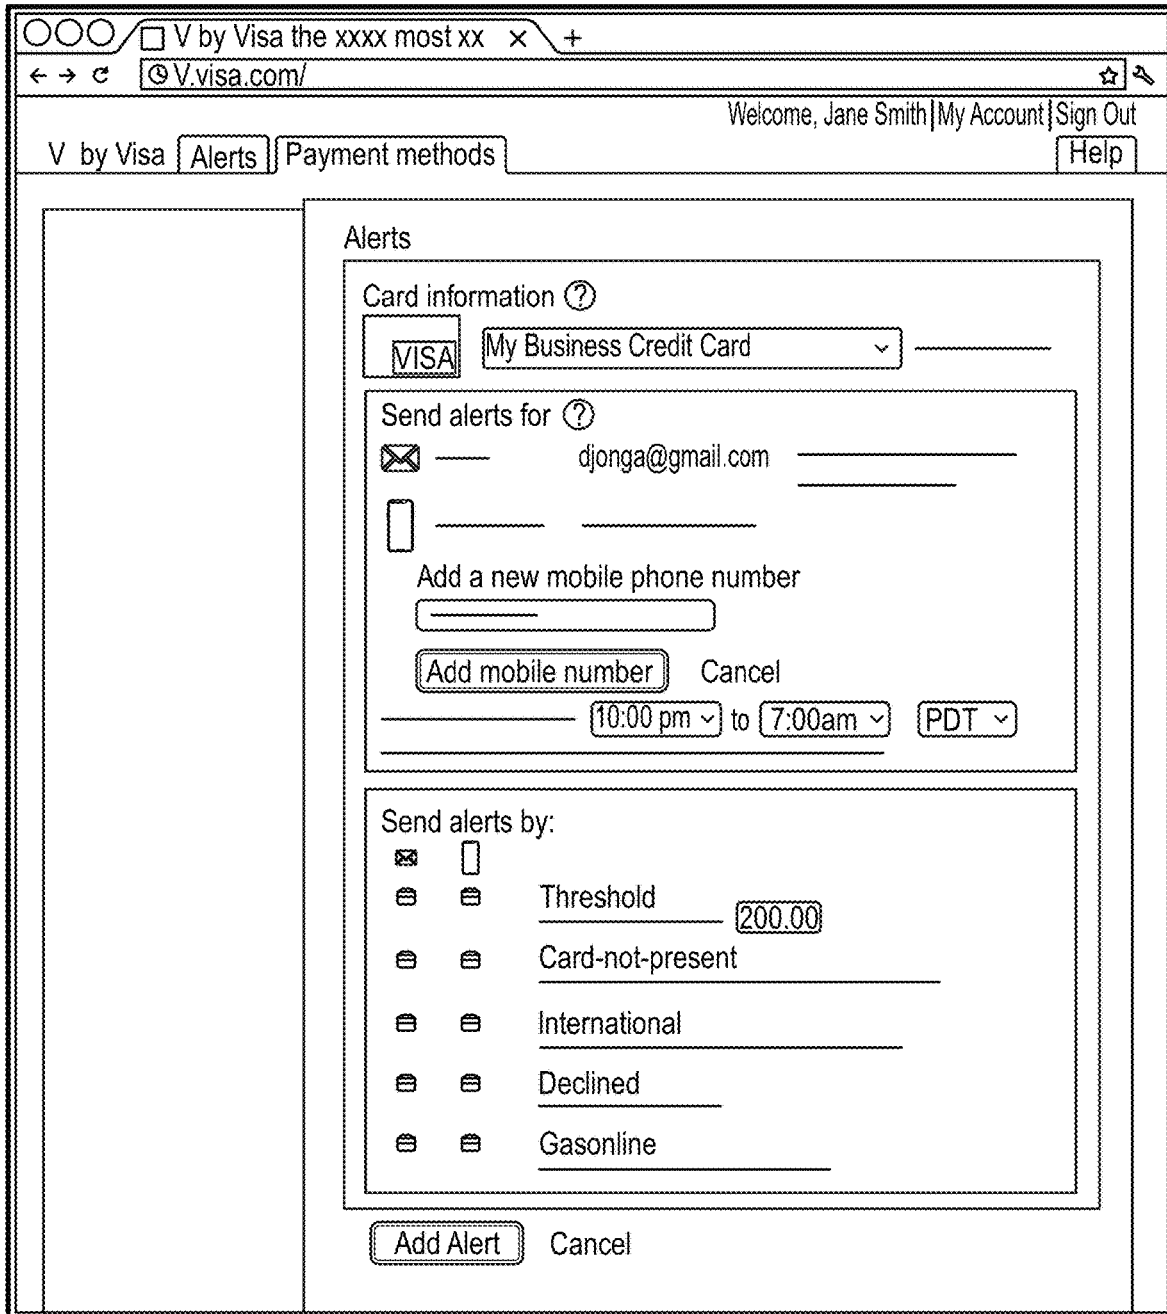 V by Visa the xxxx most xx × +
V.visa.com/
Welcome, Jane Smith|My Account|Sign Out
V by Visa Alerts Payment methods Help
Alerts
Card information ?
VISA My Business Credit Card
Send alerts for ?
djonga@gmail.com
Add a new mobile phone number
Add mobile number Cancel
10:00 pm to 7:00am PDT
Send alerts by:
Threshold 200.00
Card-not-present
International
Declined
Gasonline
Add Alert Cancel